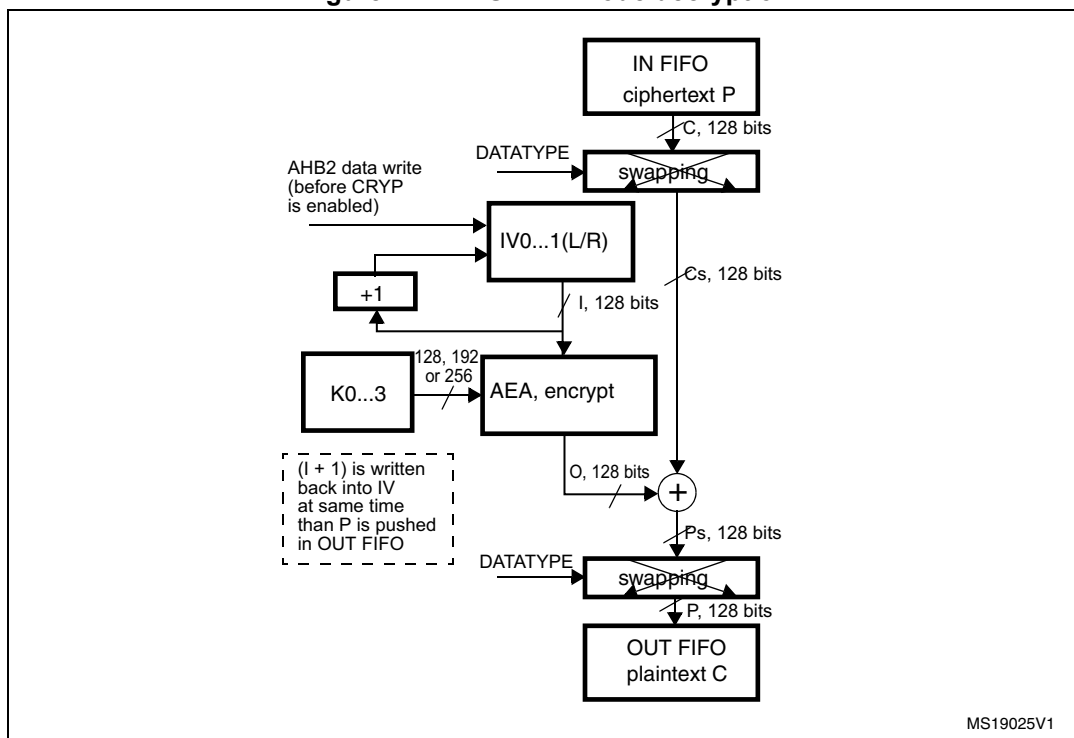 IN FIFO
ciphertext P
C, 128 bits
DATATYPE
swapping
AHB2 data write
(before CRYP
is enabled)
IV0...1(L/R)
Cs, 128 bits
+1
I, 128 bits
128, 192
or 256
K0...3
AEA, encrypt
(I + 1) is written
back into IV
at same time
than P is pushed
in OUT FIFO
O, 128 bits
+
Ps, 128 bits
DATATYPE
swapping
P, 128 bits
OUT FIFO
plaintext C
MS19025V1